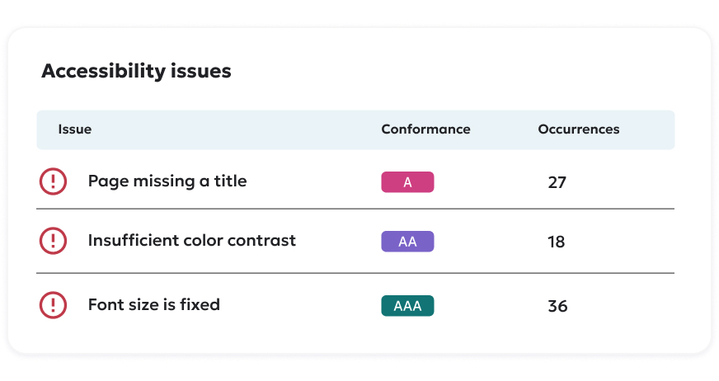 Accessibility issues
Issue Conformance Occurrences
Page missing a title A 27
Insufficient color contrast AA 18
Font size is fixed AAA 36